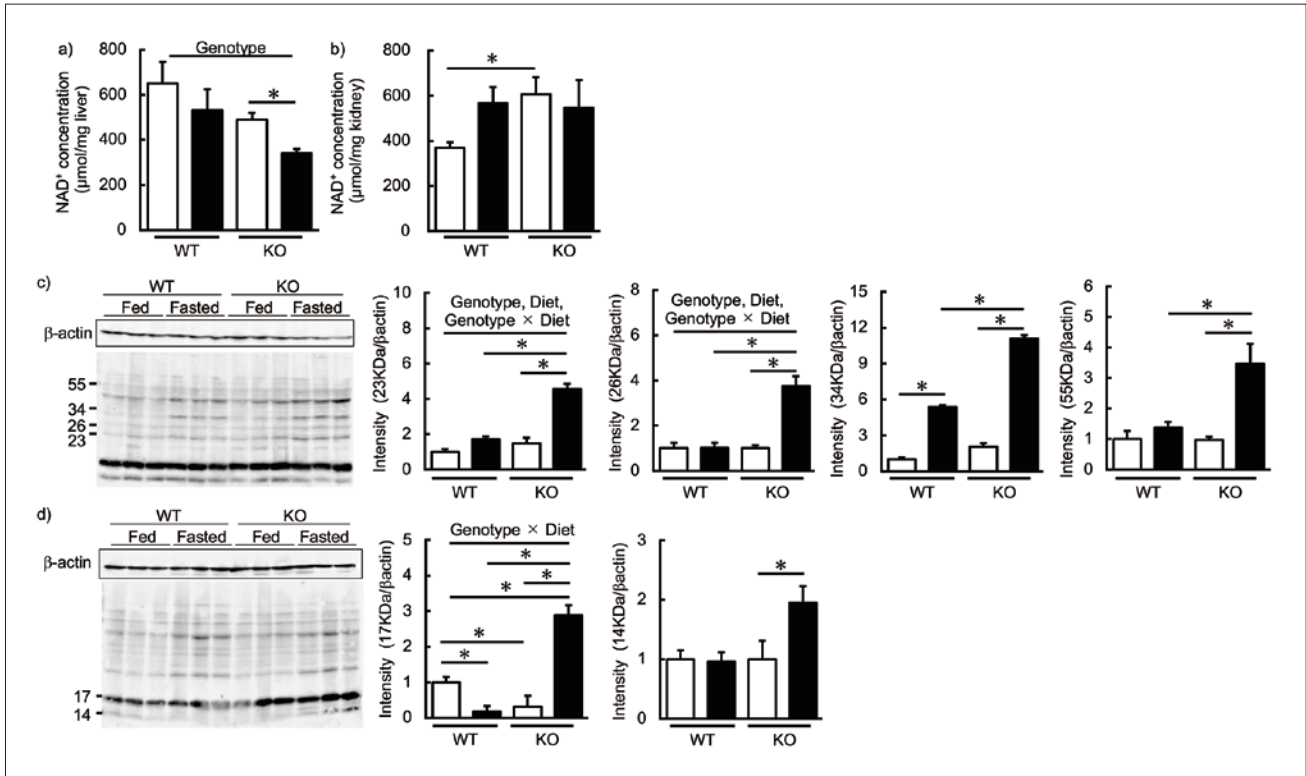 a)
Genotype
*
NAD+ concentration
(μmol/mg liver)
800
600
400
200
0
WT
KO
b)
*
NAD+ concentration
(μmol/mg kidney)
800
600
400
200
0
WT
KO
c)
WT
KO
Fed
Fasted
Fed
Fasted
β-actin
55
34
26
23
Intensity (23KDa/βactin)
10
8
6
4
2
0
Genotype, Diet,
Genotype × Diet
*
*
WT
KO
Intensity (26KDa/βactin)
8
6
4
2
0
Genotype, Diet,
Genotype × Diet
*
*
WT
KO
Intensity (34KDa/βactin)
15
12
9
6
3
0
*
*
*
WT
KO
Intensity (55KDa/βactin)
6
5
4
3
2
1
0
*
*
WT
KO
d)
WT
KO
Fed
Fasted
Fed
Fasted
β-actin
17
14
Intensity (17KDa/βactin)
5
4
3
2
1
0
Genotype × Diet
*
*
*
*
*
WT
KO
Intensity (14KDa/βactin)
3
2
1
0
*
WT
KO